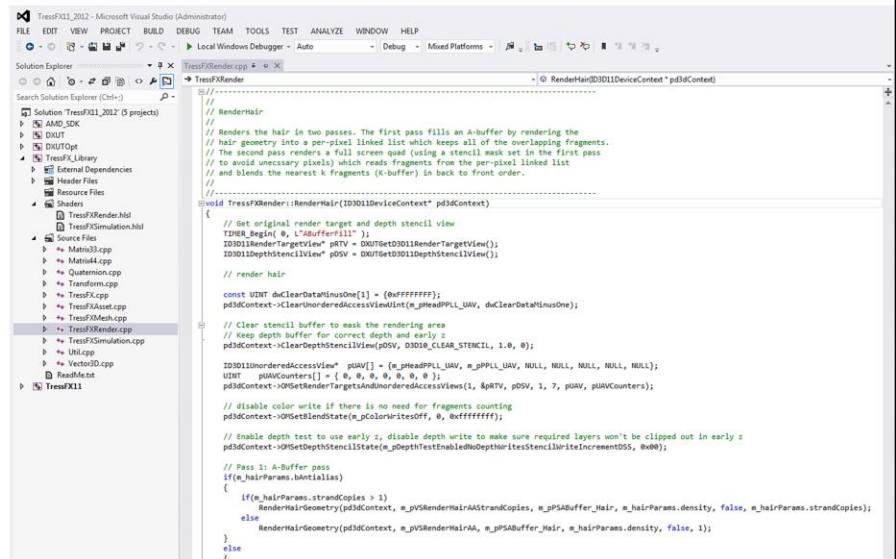 TressFX11_2012 - Microsoft Visual Studio (Administrator)
FILE EDIT VIEW PROJECT BUILD DEBUG TEAM TOOLS TEST ANALYZE WINDOW HELP
Local Windows Debugger Auto Debug Mixed Platforms
Solution Explorer
TressFXRender.cpp
TressFXRender
RenderHair(ID3D11DeviceContext * pd3dContext)
Search Solution Explorer (Ctrl+;)
Solution 'TressFX11_2012' (5 projects)
AMD_SDK
DXUT
DXUTOpt
TressFX_Library
External Dependencies
Header Files
Resource Files
Shaders
TressFXRender.hlsl
TressFXSimulation.hlsl
Source Files
Matrix33.cpp
Matrix44.cpp
Quaternion.cpp
Transform.cpp
TressFX.cpp
TressFXAsset.cpp
TressFXMesh.cpp
TressFXRender.cpp
TressFXSimulation.cpp
Util.cpp
Vector3D.cpp
ReadMe.txt
TressFX11
//--------------------------------------------------------------------------------------
//
// RenderHair
//
// Renders the hair in two passes. The first pass fills an A-buffer by rendering the
// hair geometry into a per-pixel linked list which keeps all of the overlapping fragments.
// The second pass renders a full screen quad (using a stencil mask set in the first pass
// to avoid unecssary pixels) which reads fragments from the per-pixel linked list
// and blends the nearest k fragments (K-buffer) in back to front order.
//
//--------------------------------------------------------------------------------------
void TressFXRender::RenderHair(ID3D11DeviceContext* pd3dContext)
{
// Get original render target and depth stencil view
TIMER_Begin( 0, L"ABufferFill" );
ID3D11RenderTargetView* pRTV = DXUTGetD3D11RenderTargetView();
ID3D11DepthStencilView* pDSV = DXUTGetD3D11DepthStencilView();
// render hair
const UINT dwClearDataMinusOne[1] = {0xFFFFFFFF};
pd3dContext->ClearUnorderedAccessViewUint(m_pHeadPPLL_UAV, dwClearDataMinusOne);
// Clear stencil buffer to mask the rendering area
// Keep depth buffer for correct depth and early z
pd3dContext->ClearDepthStencilView(pDSV, D3D10_CLEAR_STENCIL, 1.0, 0);
ID3D11UnorderedAccessView* pUAV[] = {m_pHeadPPLL_UAV, m_pPPLL_UAV, NULL, NULL, NULL, NULL, NULL};
UINT pUAVCounters[] = { 0, 0, 0, 0, 0, 0, 0 };
pd3dContext->OMSetRenderTargetsAndUnorderedAccessViews(1, &pRTV, pDSV, 1, 7, pUAV, pUAVCounters);
// disable color write if there is no need for fragments counting
pd3dContext->OMSetBlendState(m_pColorWritesOff, 0, 0xffffffff);
// Enable depth test to use early z, disable depth write to make sure required layers won't be clipped out in early z
pd3dContext->OMSetDepthStencilState(m_pDepthTestEnabledNoDepthWritesStencilWriteIncrementDSS, 0x00);
// Pass 1: A-Buffer pass
if(m_hairParams.bAntialias)
{
if(m_hairParams.strandCopies > 1)
RenderHairGeometry(pd3dContext, m_pVSRenderHairAAStrandCopies, m_pPSABuffer_Hair, m_hairParams.density, false, m_hairParams.strandCopies);
else
RenderHairGeometry(pd3dContext, m_pVSRenderHairAA, m_pPSABuffer_Hair, m_hairParams.density, false, 1);
}
else
{